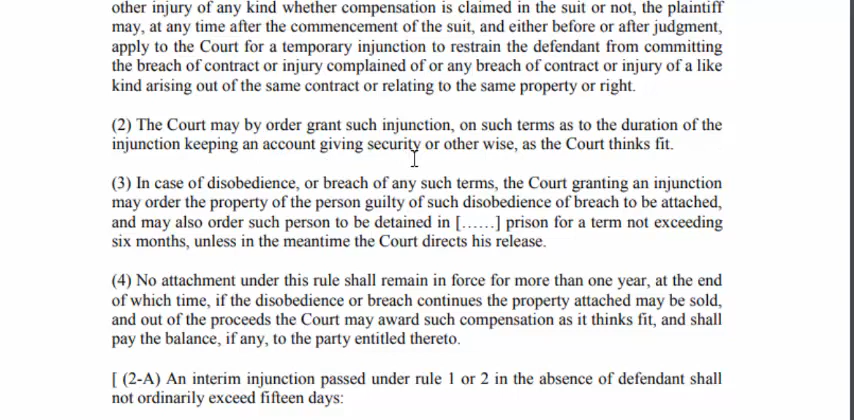 other injury of any kind whether compensation is claimed in the suit or not, the plaintiff
may, at any time after the commencement of the suit, and either before or after judgment,
apply to the Court for a temporary injunction to restrain the defendant from committing
the breach of contract or injury complained of or any breach of contract or injury of a like
kind arising out of the same contract or relating to the same property or right.
(2) The Court may by order grant such injunction, on such terms as to the duration of the
injunction keeping an account giving security or other wise, as the Court thinks fit.
(3) In case of disobedience, or breach of any such terms, the Court granting an injunction
may order the property of the person guilty of such disobedience of breach to be attached,
and may also order such person to be detained in [……] prison for a term not exceeding
six months, unless in the meantime the Court directs his release.
(4) No attachment under this rule shall remain in force for more than one year, at the end
of which time, if the disobedience or breach continues the property attached may be sold,
and out of the proceeds the Court may award such compensation as it thinks fit, and shall
pay the balance, if any, to the party entitled thereto.
[ (2-A) An interim injunction passed under rule 1 or 2 in the absence of defendant shall
not ordinarily exceed fifteen days: